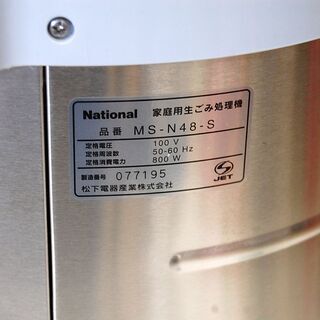 National 家庭用生ごみ処理機
品番 MS-N48-S
定格電圧 100 V
定格周波数 50-60 Hz
定格消費電力 800 W
製造番号 077195
松下電器産業株式会社
JET